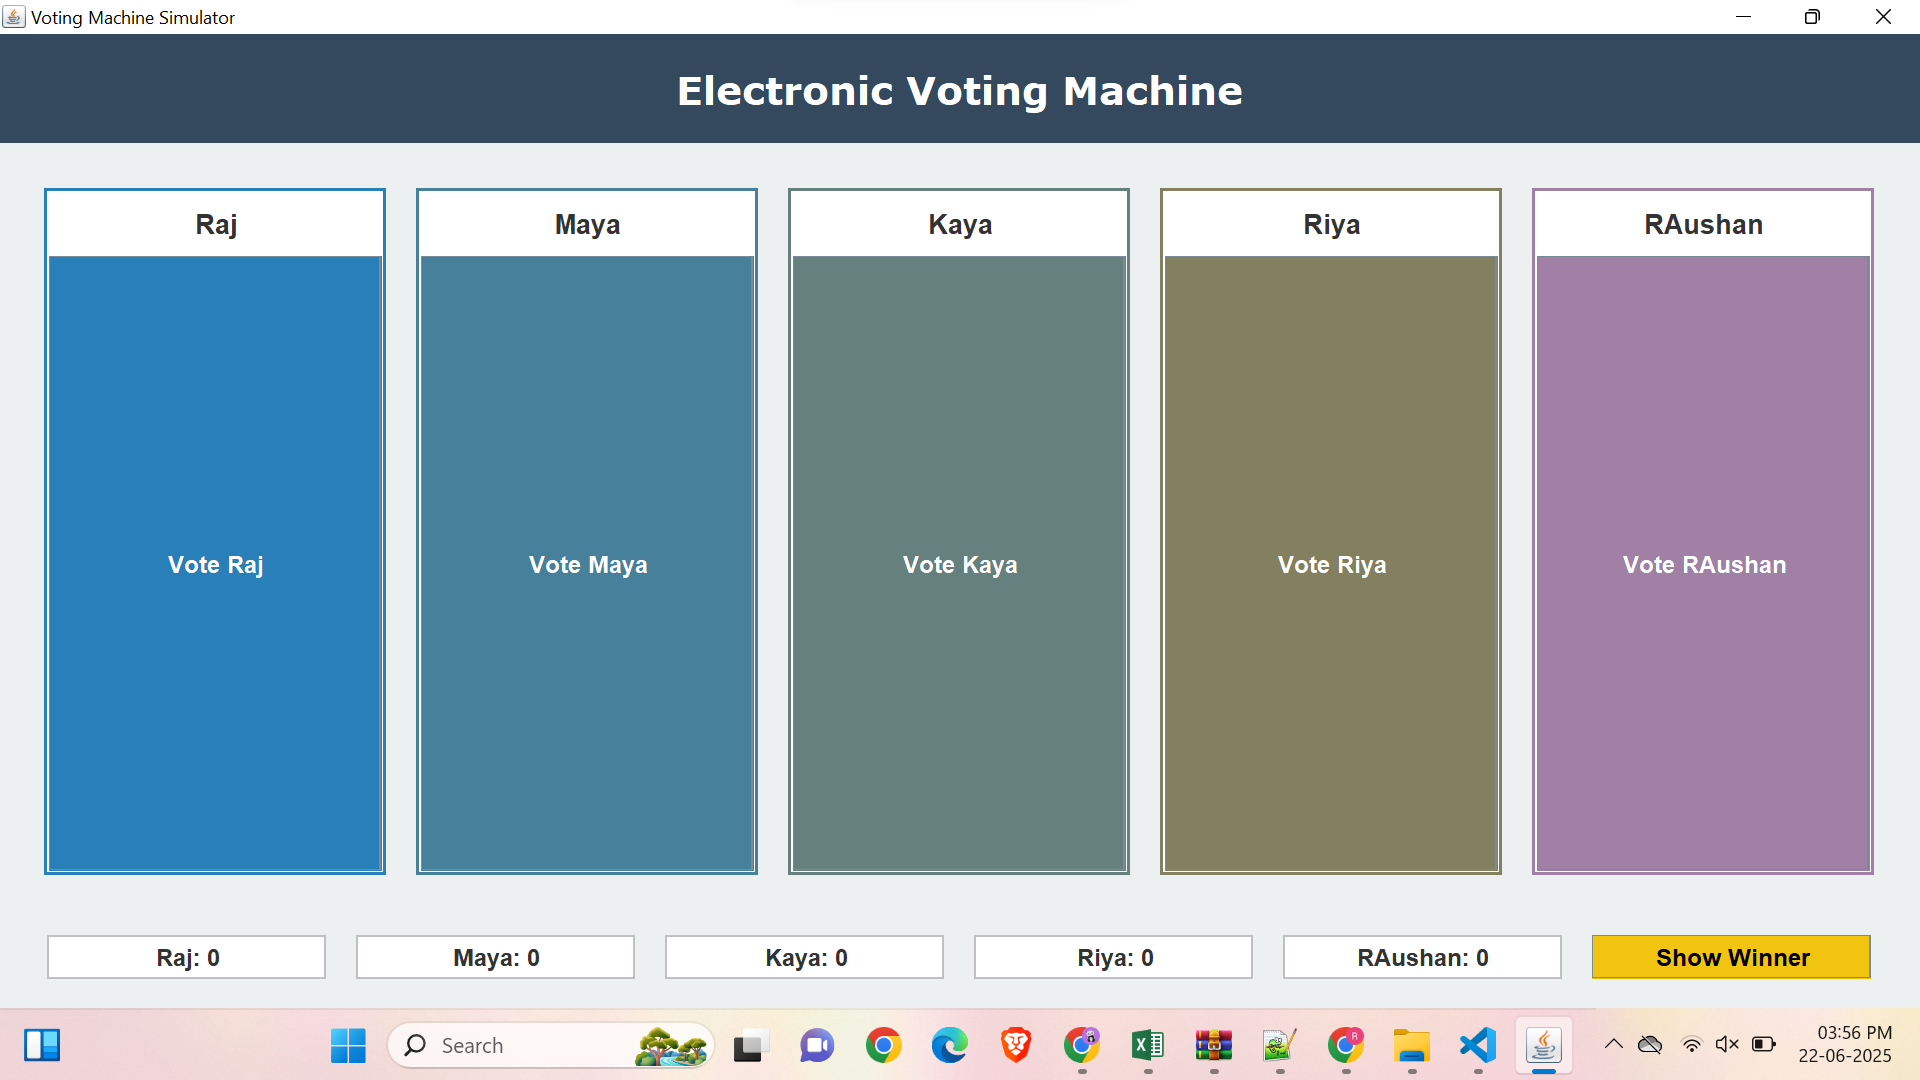 Voting Machine Simulator
Electronic Voting Machine
Raj
Maya
Kaya
Riya
RAushan
Vote Raj
Vote Maya
Vote Kaya
Vote Riya
Vote RAushan
Raj: 0
Maya: 0
Kaya: 0
Riya: 0
RAushan: 0
Show Winner
Search
R
03:56 PM
22-06-2025